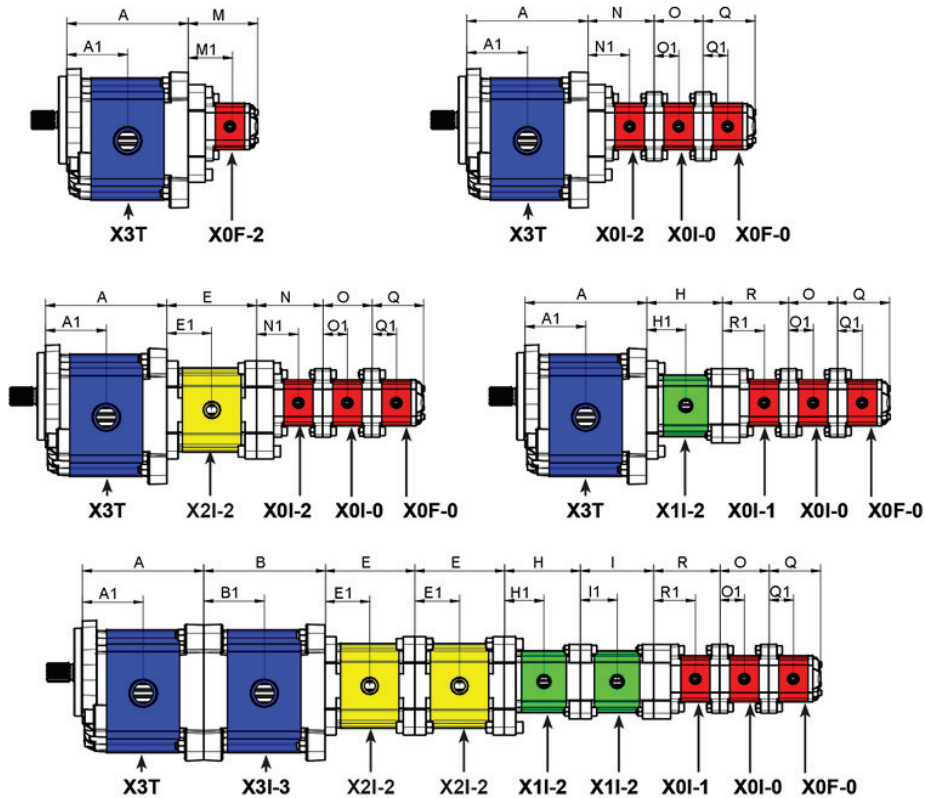 A M
A1 M1
X3T X0F-2
A N O Q
A1 N1 O1 Q1
X3T X0I-2 X0I-0 X0F-0
A E N O Q
A1 E1 N1 O1 Q1
X3T X2I-2 X0I-2 X0I-0 X0F-0
A H R O Q
A1 H1 R1 O1 Q1
X3T X1I-2 X0I-1 X0I-0 X0F-0
A B E E H I R O Q
A1 B1 E1 E1 H1 I1 R1 O1 Q1
X3T X3I-3 X2I-2 X2I-2 X1I-2 X1I-2 X0I-1 X0I-0 X0F-0